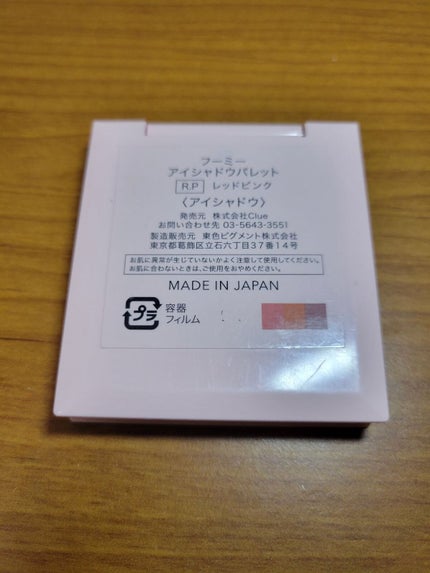 フーミー
アイシャドウパレット
R.P レッドピンク
〈アイシャドウ〉
発売元 株式会社Clue
お問い合わせ先 03-5643-3551
製造販売元 東色ピグメント株式会社
東京都葛飾区立石六丁目37番14号
お肌に異常が生じていないかよく注意して使用してください。
お肌に合わないときは、ご使用をおやめください。
MADE IN JAPAN
プラ
容器
フィルム